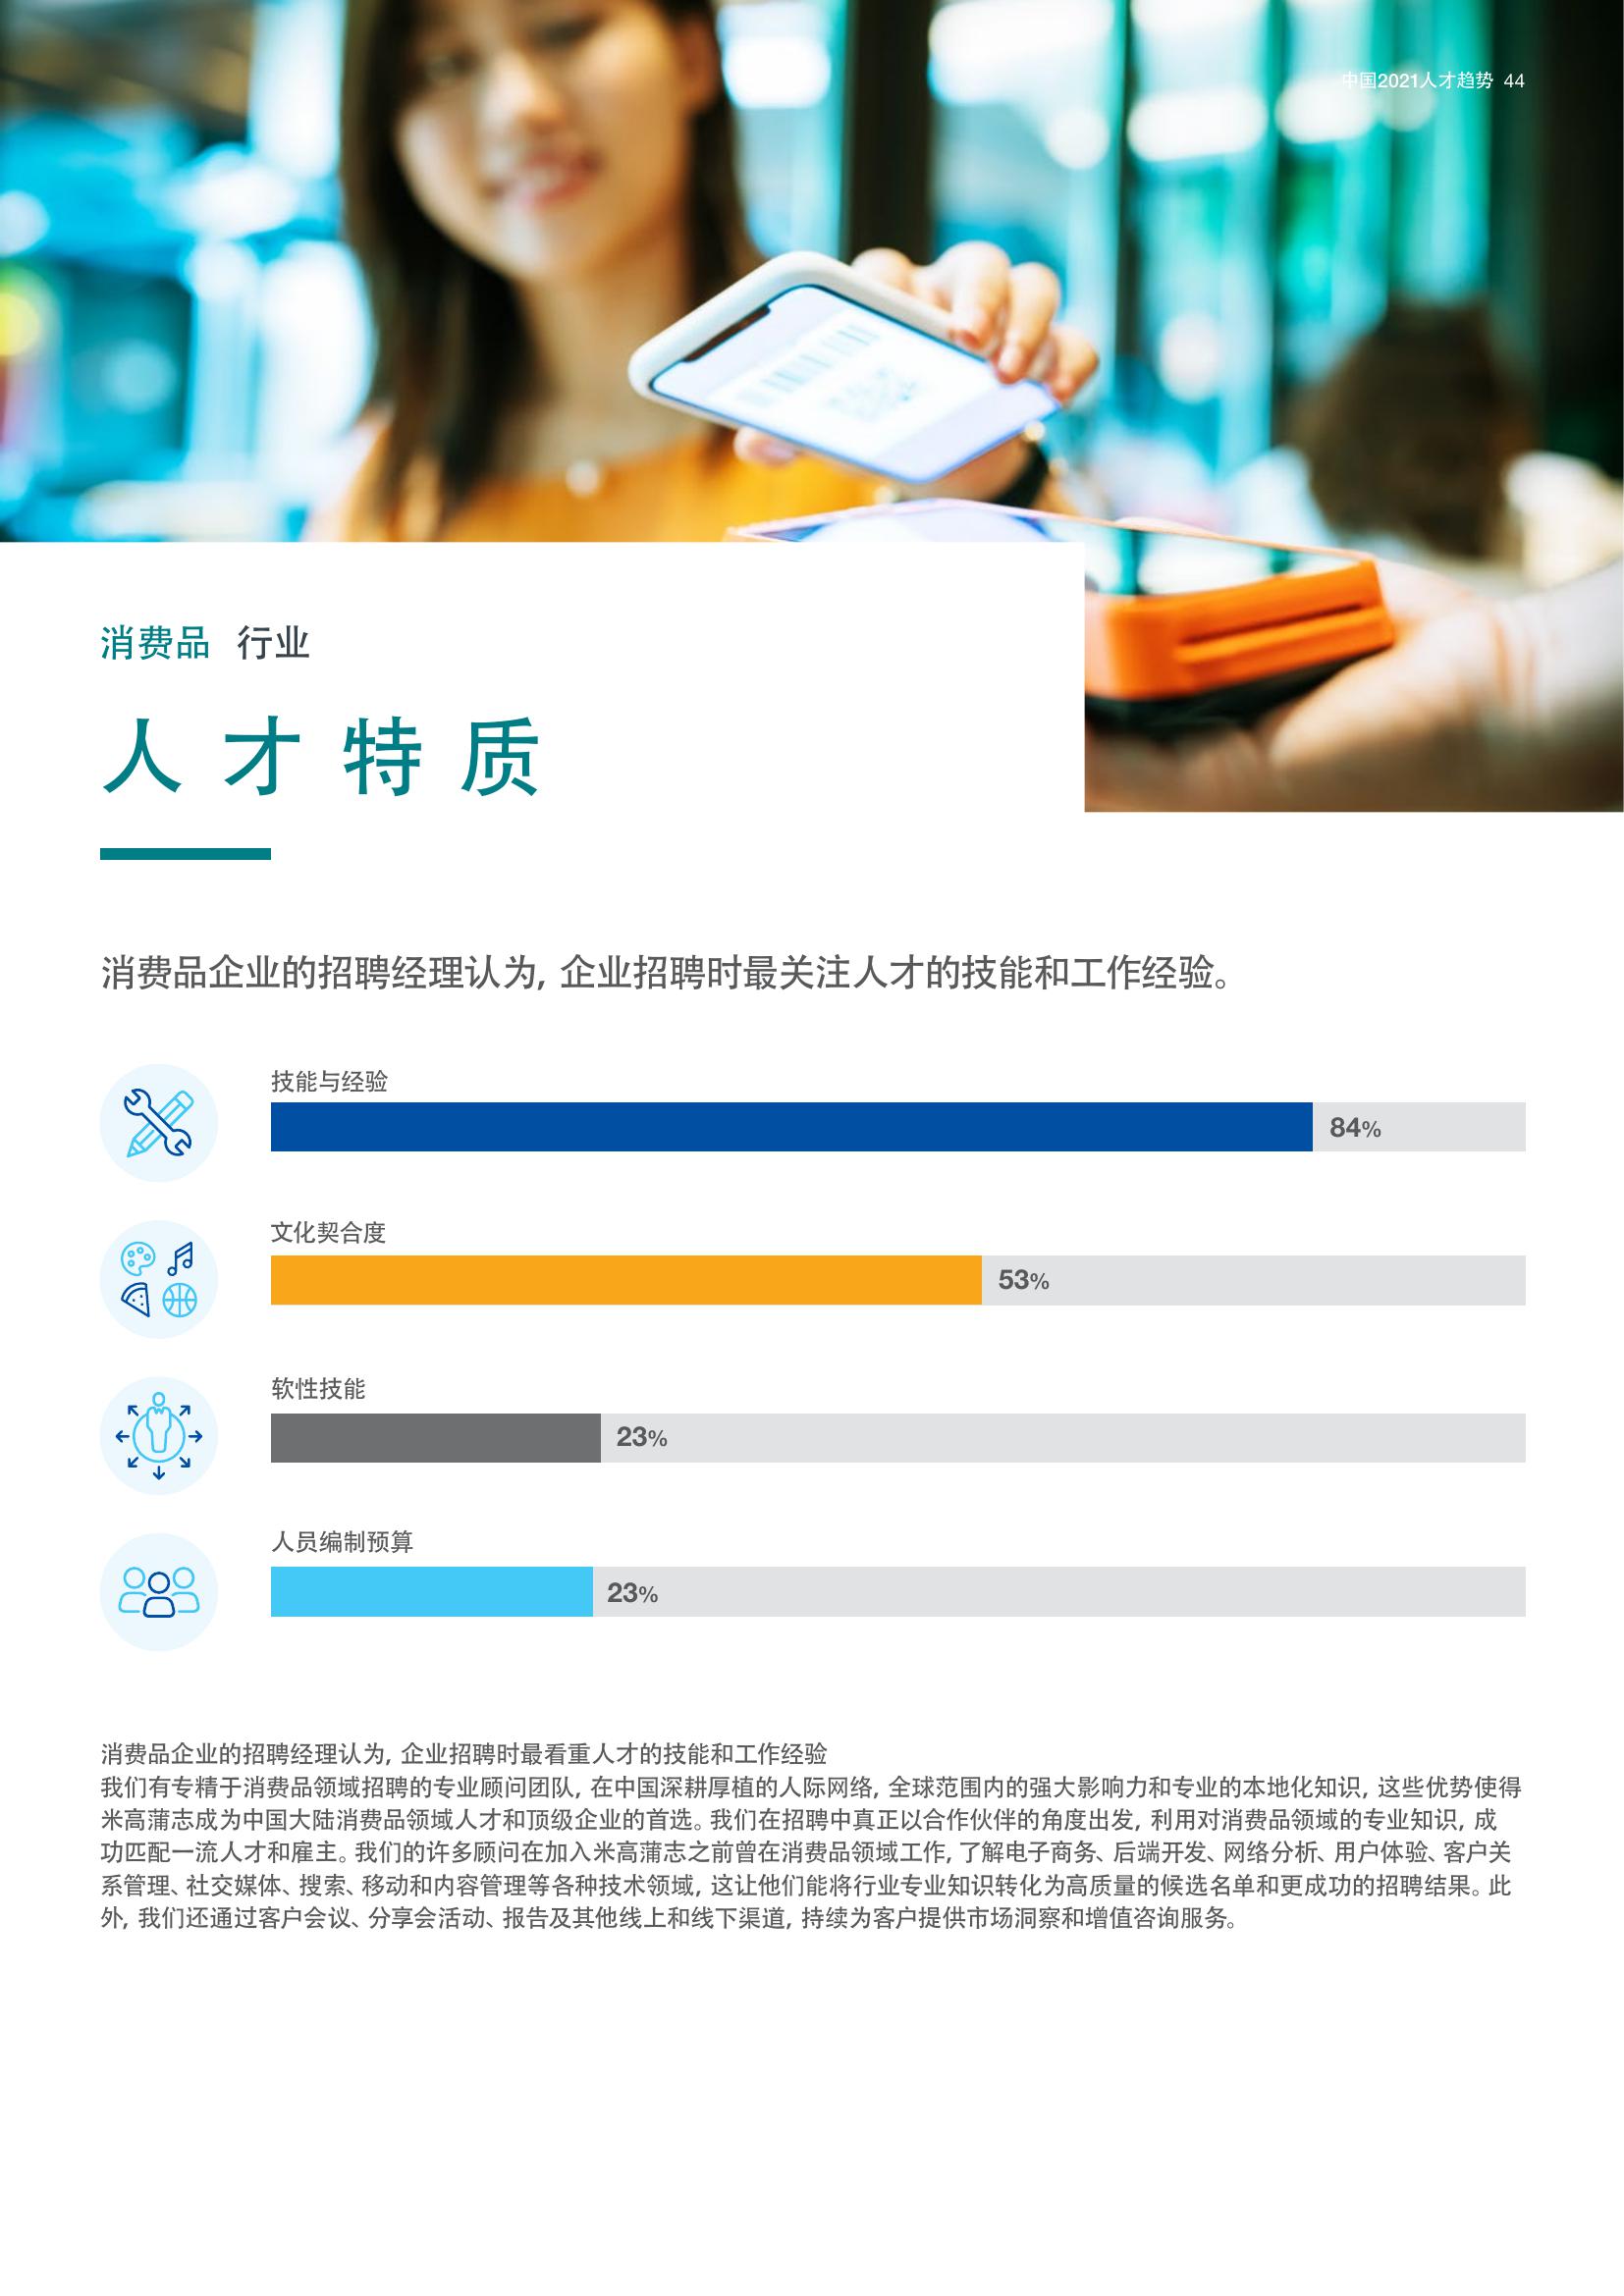 中国2021人才趋势 44
消费品 行业
人才特质
消费品企业的招聘经理认为, 企业招聘时最关注人才的技能和工作经验。
技能与经验
84%
文化契合度
53%
软性技能
23%
人员编制预算
23%
消费品企业的招聘经理认为, 企业招聘时最看重人才的技能和工作经验
我们有专精于消费品领域招聘的专业顾问团队, 在中国深耕厚植的人际网络, 全球范围内的强大影响力和专业的本地化知识, 这些优势使得
米高蒲志成为中国大陆消费品领域人才和顶级企业的首选。我们在招聘中真正以合作伙伴的角度出发, 利用对消费品领域的专业知识, 成
功匹配一流人才和雇主。我们的许多顾问在加入米高蒲志之前曾在消费品领域工作, 了解电子商务、后端开发、网络分析、用户体验、客户关
系管理、社交媒体、搜索、移动和内容管理等各种技术领域, 这让他们能将行业专业知识转化为高质量的候选名单和更成功的招聘结果。此
外, 我们还通过客户会议、分享会活动、报告及其他线上和线下渠道, 持续为客户提供市场洞察和增值咨询服务。